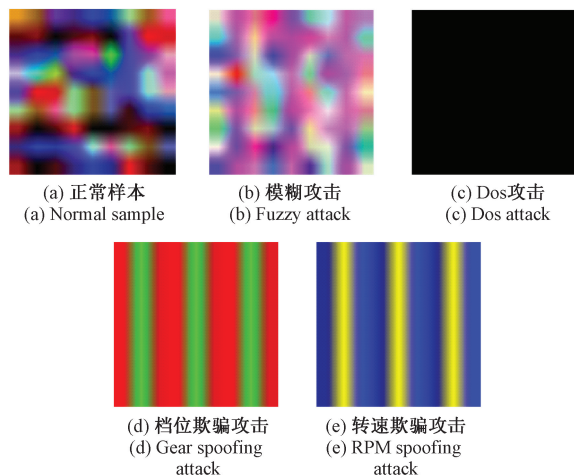 (a) 正常样本
(a) Normal sample
(b) 模糊攻击
(b) Fuzzy attack
(c) Dos攻击
(c) Dos attack
(d) 档位欺骗攻击
(d) Gear spoofing
attack
(e) 转速欺骗攻击
(e) RPM spoofing
attack